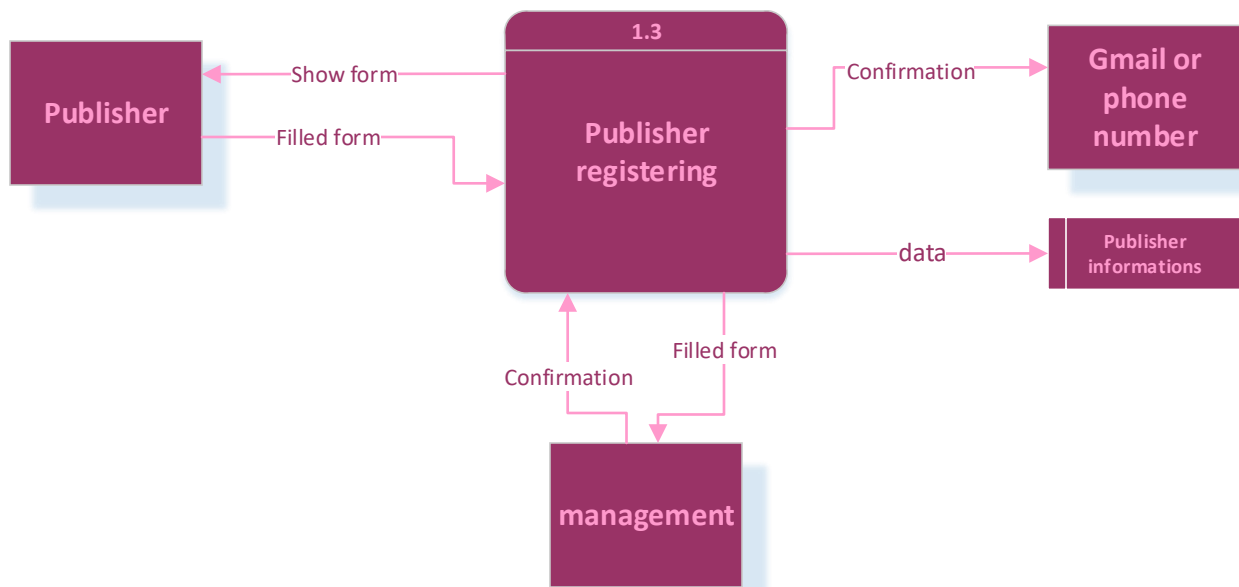 1.3
Show form
Publisher
Filled form
Publisher
registering
Confirmation
Gmail or
phone
number
data
Publisher
informations
Filled form
Confirmation
management